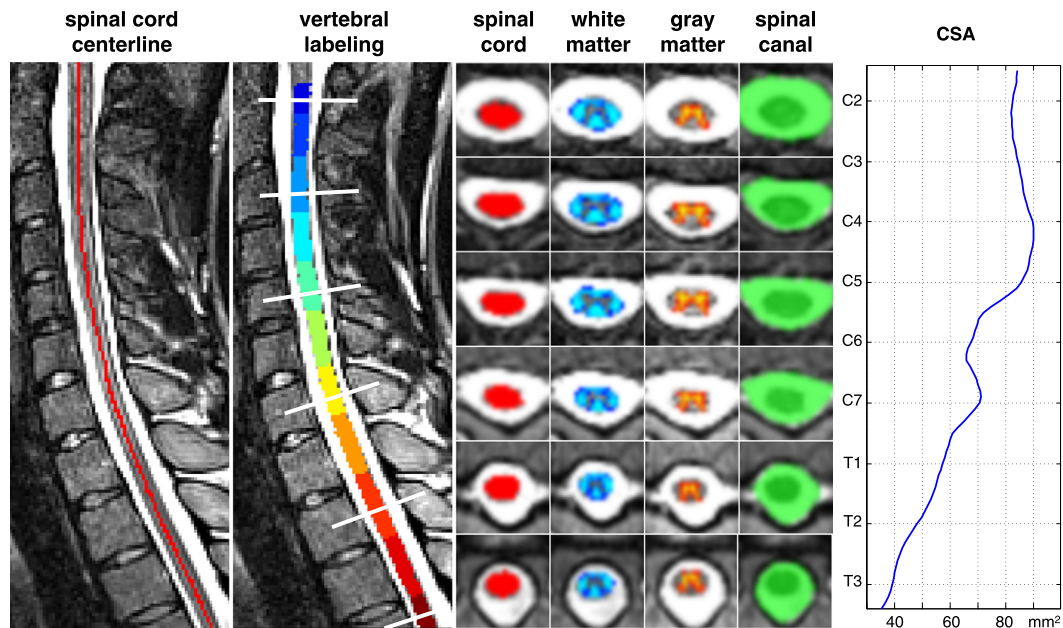 spinal cord
centerline
vertebral
labeling
spinal
cord
white
matter
gray
matter
spinal
canal
CSA
C2
C3
C4
C5
C6
C7
T1
T2
T3
40 60 80 mm²